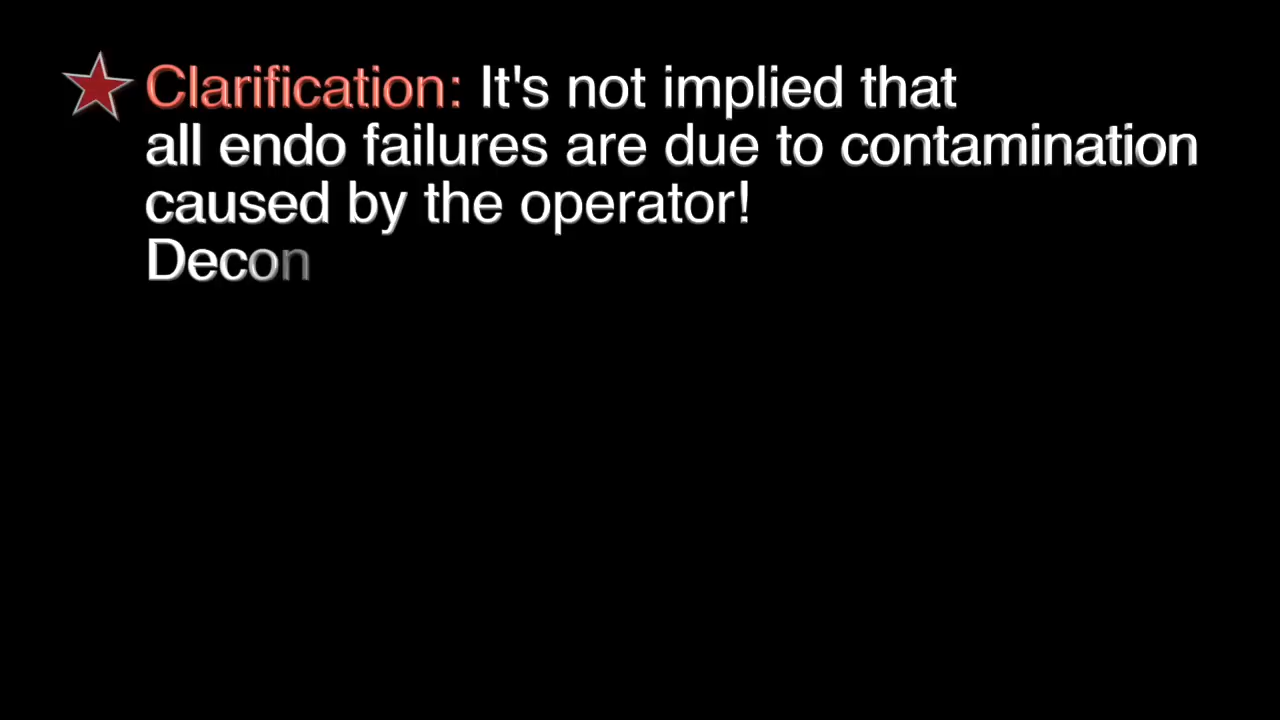 Clarification: It's not implied that
all endo failures are due to contamination
caused by the operator!
Decon